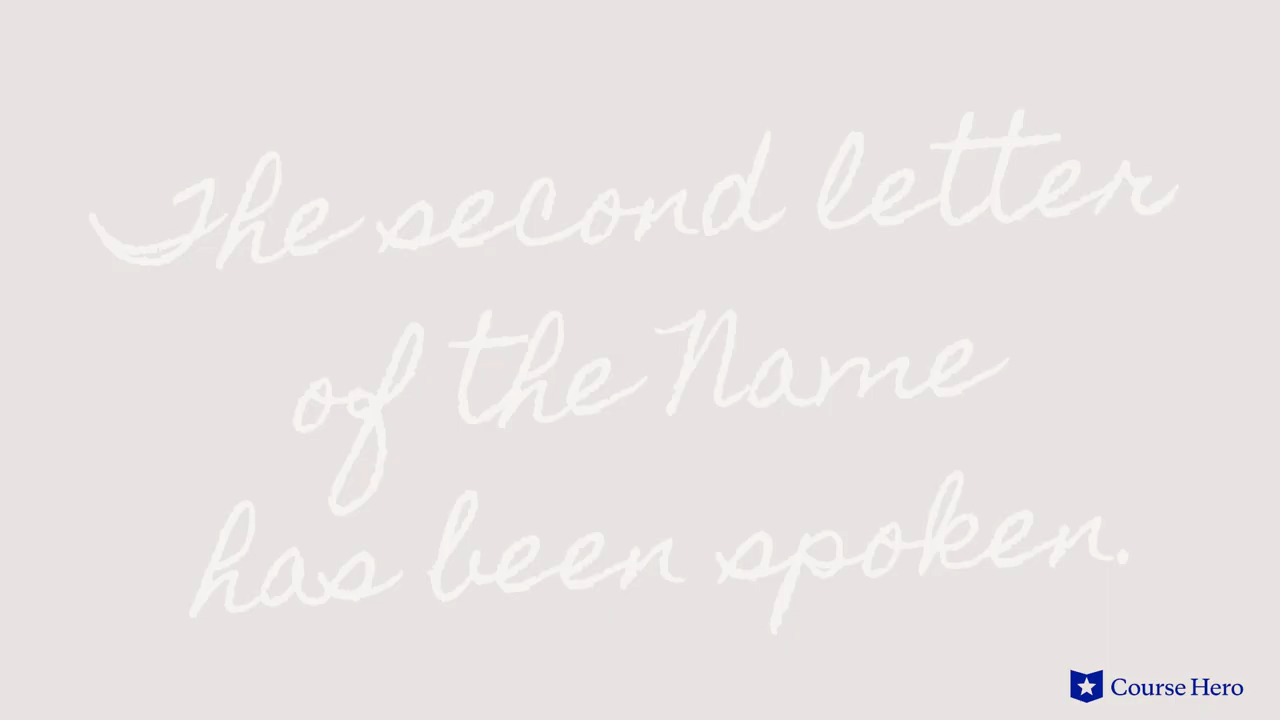 The second letter
of the Name
has been spoken.
Course Hero